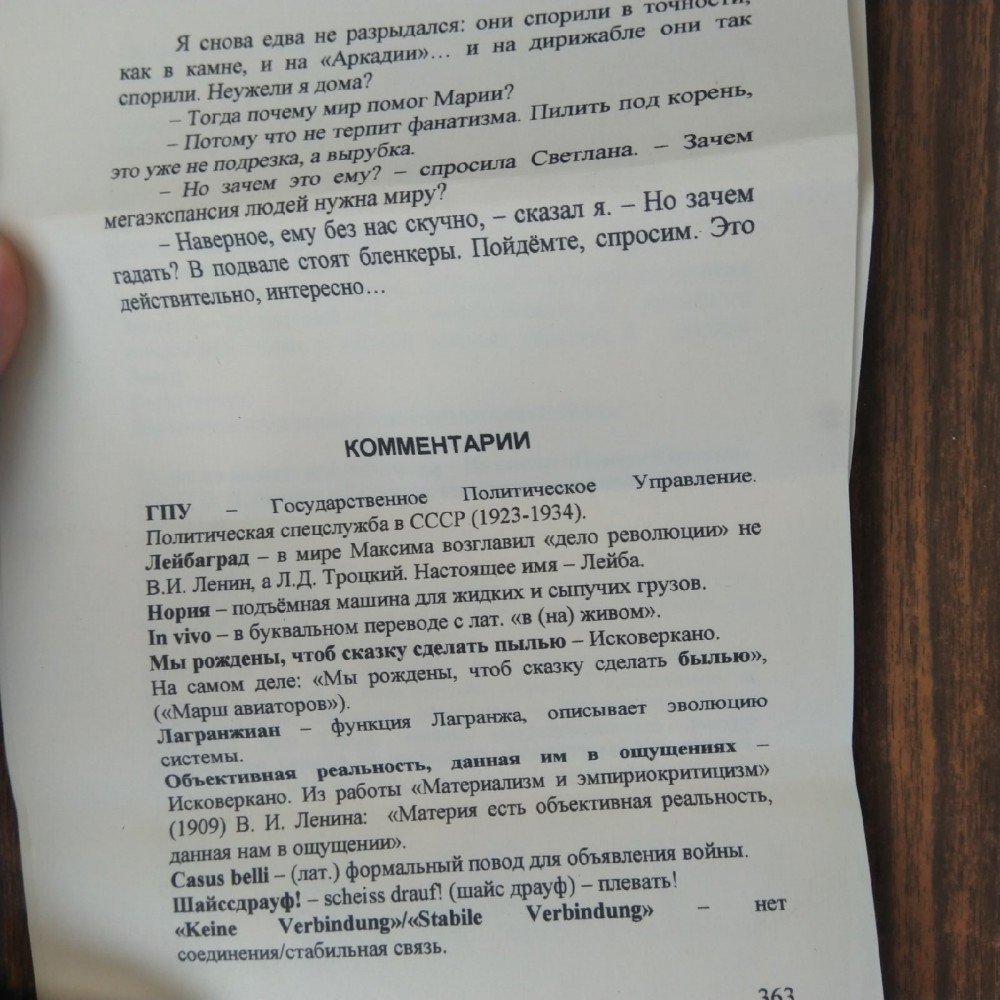 Я снова едва не разрыдался: они спорили в точности,
как в камне, и на «Аркадии»… и на дирижабле они так
спорили. Неужели я дома?
– Тогда почему мир помог Марии?
– Потому что не терпит фанатизма. Пилить под корень,
это уже не подрезка, а вырубка.
– Но зачем это ему? – спросила Светлана. – Зачем
мегаэкспансия людей нужна миру?
– Наверное, ему без нас скучно, – сказал я. – Но зачем
гадать? В подвале стоят бленкеры. Пойдёмте, спросим. Это
действительно, интересно…
КОММЕНТАРИИ
ГПУ – Государственное Политическое Управление.
Политическая спецслужба в СССР (1923-1934).
Лейбаград – в мире Максима возглавил «дело революции» не
В.И. Ленин, а Л.Д. Троцкий. Настоящее имя – Лейба.
Нория – подъёмная машина для жидких и сыпучих грузов.
In vivo – в буквальном переводе с лат. «в (на) живом».
Мы рождены, чтоб сказку сделать пылью – Исковеркано.
На самом деле: «Мы рождены, чтоб сказку сделать былью»,
(«Марш авиаторов»).
Лагранжиан – функция Лагранжа, описывает эволюцию
системы.
Объективная реальность, данная им в ощущениях –
Исковеркано. Из работы «Материализм и эмпириокритицизм»
(1909) В. И. Ленина: «Материя есть объективная реальность,
данная нам в ощущении».
Casus belli – (лат.) формальный повод для объявления войны.
Шайссдрауф! – scheiss drauf! (шайс драуф) – плевать!
«Keine Verbindung»/«Stabile Verbindung» – нет
соединения/стабильная связь.
363